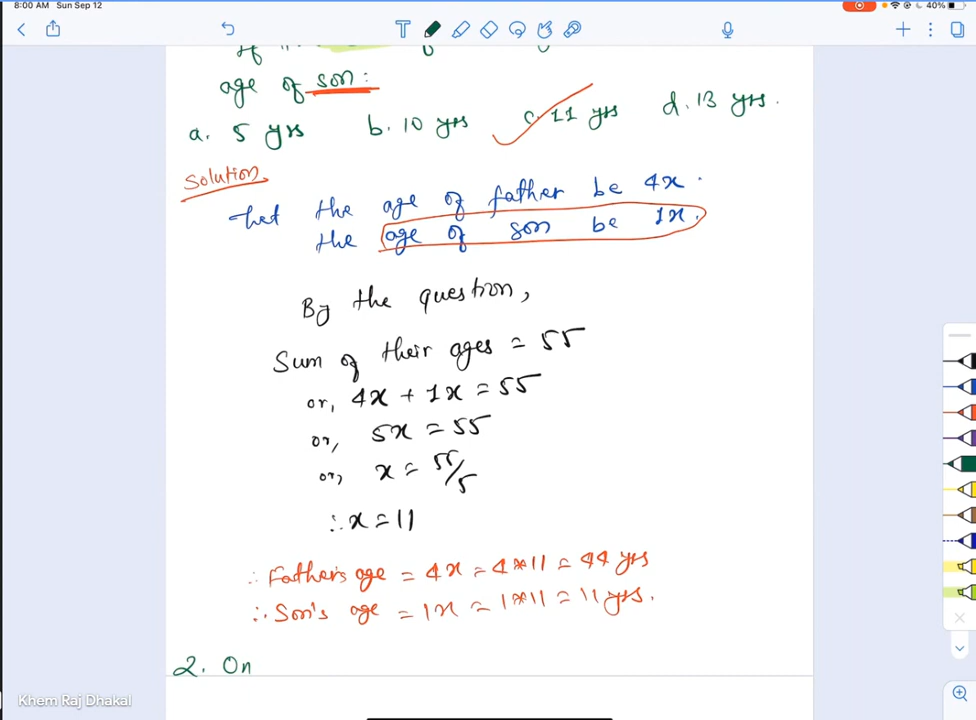 8:00 AM Sun Sep 12
40%
age of son:
a. 5 yrs b. 10 yrs c. 11 yrs d. 13 yrs.
Solution
Let the age of father be 4x.
the age of son be 1x.
By the question,
Sum of their ages = 55
or, 4x + 1x = 55
or, 5x = 55
or, x = 55/5
∴ x = 11
∴ Father's age = 4x = 4*11 = 44 yrs
∴ Son's age = 1x = 1*11 = 11 yrs.
2. On
Khem Raj Dhakal